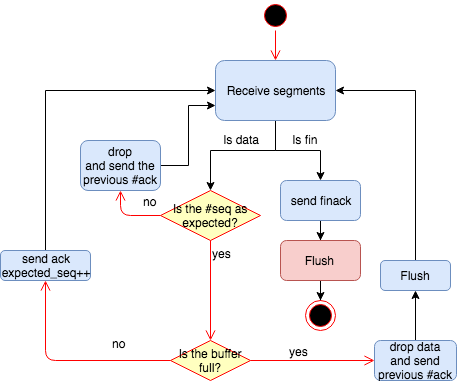 Receive segments
Is data
Is fin
drop
and send the
previous #ack
no
Is the #seq as
expected?
send finack
yes
Flush
send ack
expected_seq++
Flush
no
Is the buffer
full?
yes
drop data
and send
previous #ack